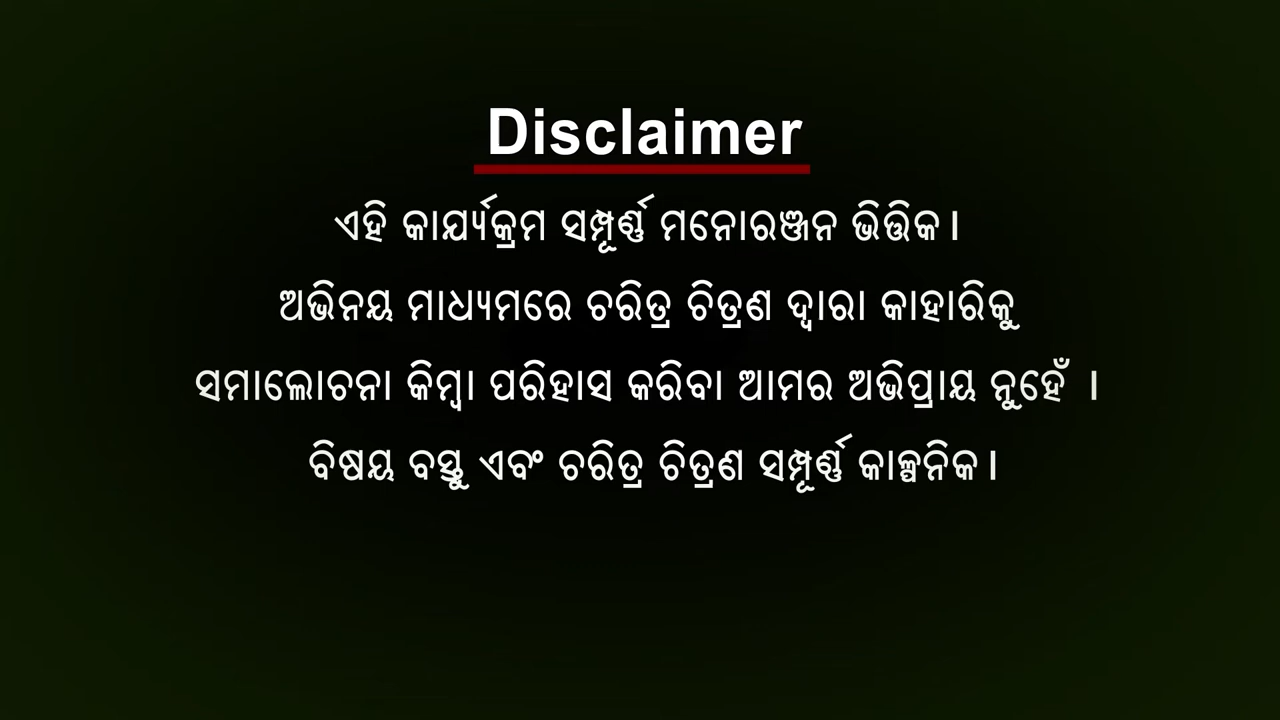 Disclaimer
ଏହି କାର୍ଯ୍ୟକ୍ରମ ସମ୍ପୂର୍ଣ୍ଣ ମନୋରଞ୍ଜନ ଭିତ୍ତିକ।
ଅଭିନୟ ମାଧ୍ୟମରେ ଚରିତ୍ର ଚିତ୍ରଣ ଦ୍ୱାରା କାହାରିକୁ
ସମାଲୋଚନା କିମ୍ବା ପରିହାସ କରିବା ଆମର ଅଭିପ୍ରାୟ ନୁହେଁ ।
ବିଷୟ ବସ୍ତୁ ଏବଂ ଚରିତ୍ର ଚିତ୍ରଣ ସମ୍ପୂର୍ଣ୍ଣ କାଳ୍ପନିକ।